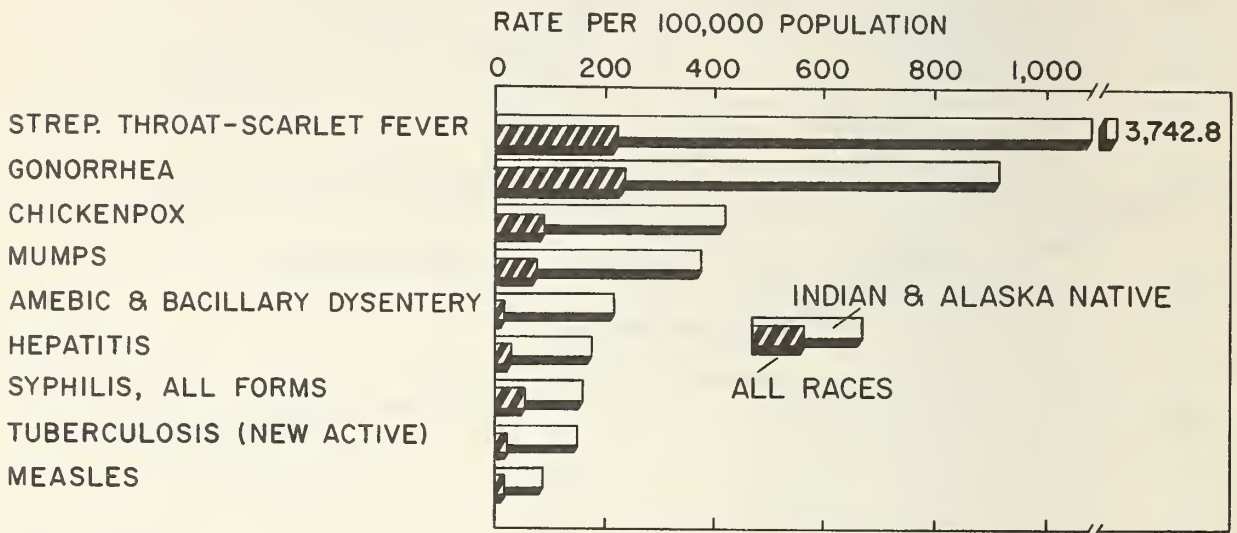 RATE PER 100,000 POPULATION
0 200 400 600 800 1,000
STREP. THROAT-SCARLET FEVER
3,742.8
GONORRHEA
CHICKENPOX
MUMPS
AMEBIC & BACILLARY DYSENTERY
INDIAN & ALASKA NATIVE
HEPATITIS
SYPHILIS, ALL FORMS
ALL RACES
TUBERCULOSIS (NEW ACTIVE)
MEASLES